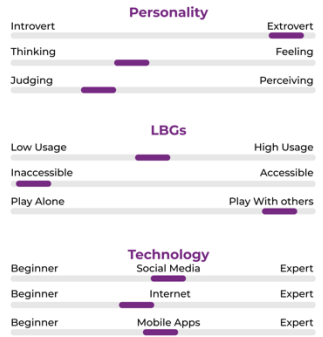 Personality
Introvert Extrovert
Thinking Feeling
Judging Perceiving
LBGs
Low Usage High Usage
Inaccessible Accessible
Play Alone Play With others
Technology
Beginner Social Media Expert
Beginner Internet Expert
Beginner Mobile Apps Expert